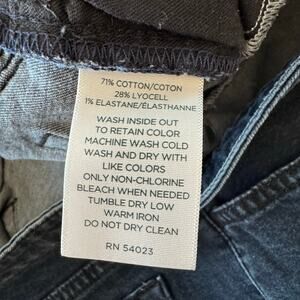 71% COTTON/COTON
28% LYOCELL
1% ELASTANE/ÉLASTHANNE
WASH INSIDE OUT
TO RETAIN COLOR
MACHINE WASH COLD
WASH AND DRY WITH
LIKE COLORS
ONLY NON-CHLORINE
BLEACH WHEN NEEDED
TUMBLE DRY LOW
WARM IRON
DO NOT DRY CLEAN
RN 54023